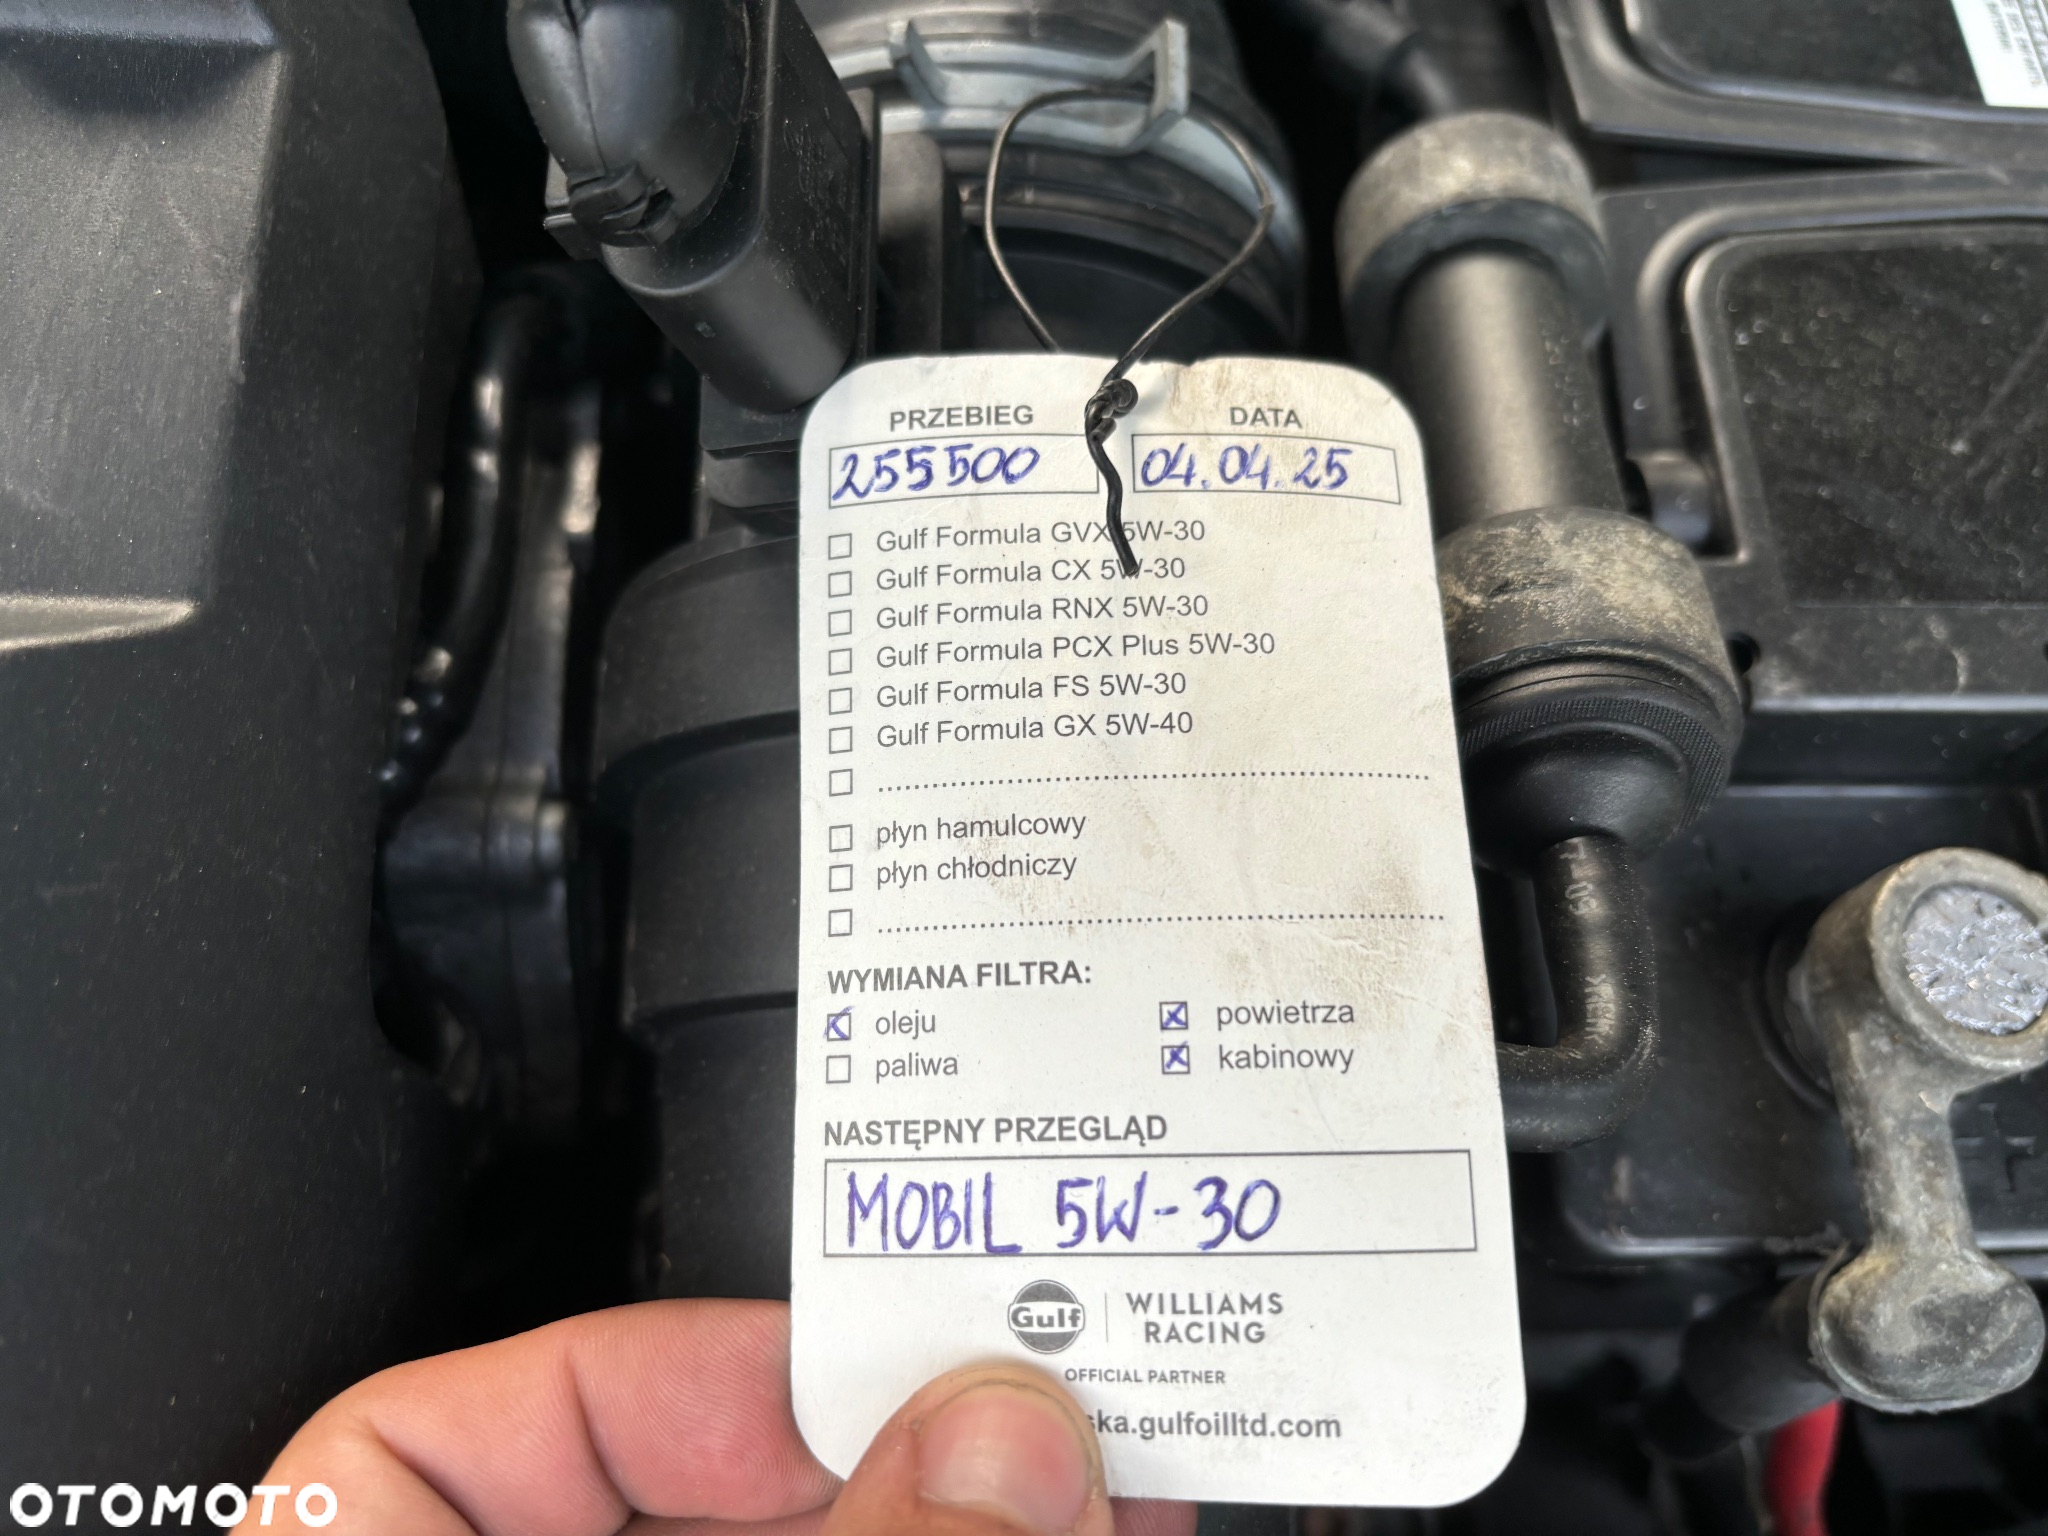 PRZEBIEG DATA
255500 04.04.25
Gulf Formula GVX 5W-30
Gulf Formula CX 5W-30
Gulf Formula RNX 5W-30
Gulf Formula PCX Plus 5W-30
Gulf Formula FS 5W-30
Gulf Formula GX 5W-40
płyn hamulcowy
płyn chłodniczy
WYMIANA FILTRA:
oleju powietrza
paliwa kabinowy
NASTĘPNY PRZEGLĄD
MOBIL 5W-30
Gulf WILLIAMS
RACING
OFFICIAL PARTNER
ska.gulfoilltd.com
OTOMOTO